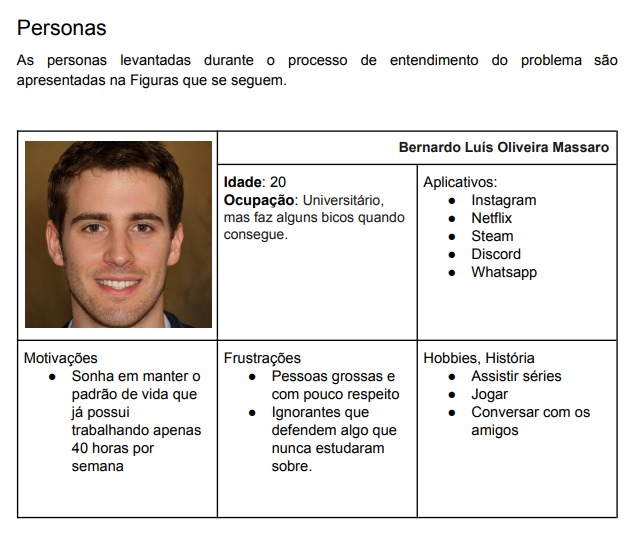 Personas
As personas levantadas durante o processo de entendimento do problema são
apresentadas na Figuras que se seguem.
Bernardo Luís Oliveira Massaro
Idade: 20
Ocupação: Universitário,
mas faz alguns bicos quando
consegue.
Aplicativos:
● Instagram
● Netflix
● Steam
● Discord
● Whatsapp
Motivações
● Sonha em manter o
padrão de vida que
já possui
trabalhando apenas
40 horas por
semana
Frustrações
● Pessoas grossas e
com pouco respeito
● Ignorantes que
defendem algo que
nunca estudaram
sobre.
Hobbies, História
● Assistir séries
● Jogar
● Conversar com os
amigos